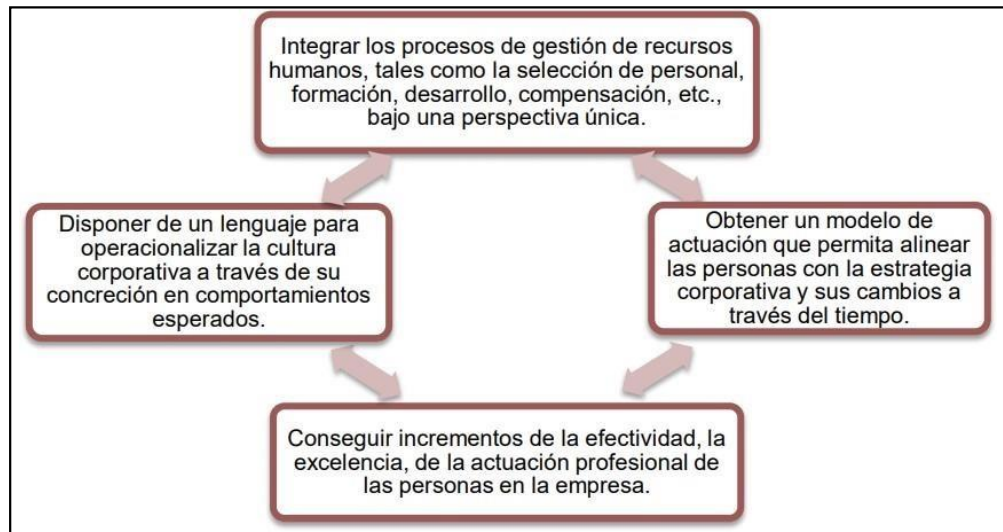 Integrar los procesos de gestión de recursos
humanos, tales como la selección de personal,
formación, desarrollo, compensación, etc.,
bajo una perspectiva única.
Disponer de un lenguaje para
operacionalizar la cultura
corporativa a través de su
concreción en comportamientos
esperados.
Obtener un modelo de
actuación que permita alinear
las personas con la estrategia
corporativa y sus cambios a
través del tiempo.
Conseguir incrementos de la efectividad, la
excelencia, de la actuación profesional de
las personas en la empresa.